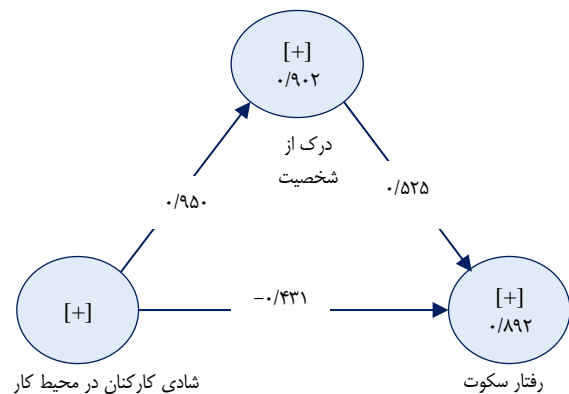 [+]
۰/۹۰۲
درک از
شخصیت
۰/۹۵۰
۰/۵۲۵
[+]
-۰/۴۳۱
[+]
۰/۸۹۲
شادی کارکنان در محیط کار
رفتار سکوت